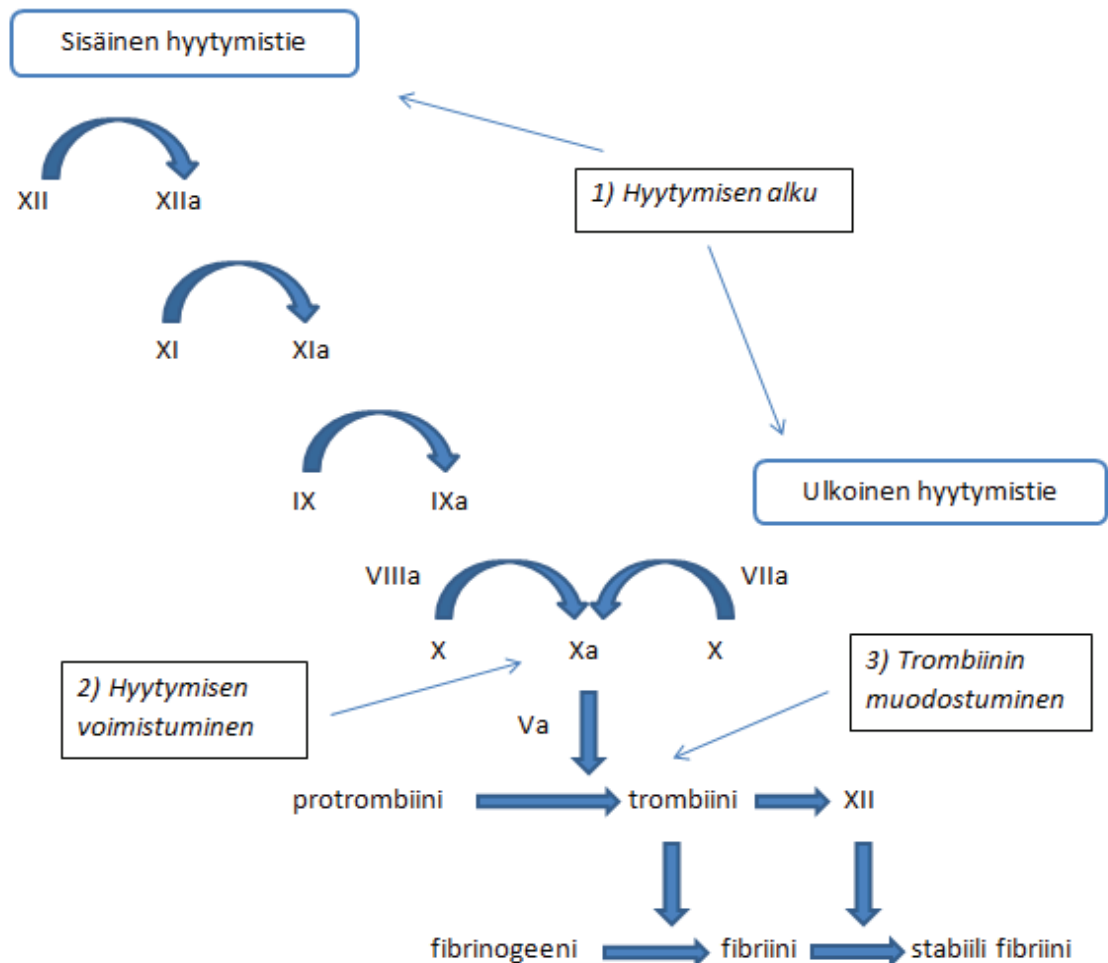 Sisäinen hyytymistie
1) Hyytymisen alku
XII XIIa
XI XIa
IX IXa
Ulkoinen hyytymistie
VIIIa VIIa
X Xa X
2) Hyytymisen
voimistuminen
3) Trombiinin
muodostuminen
Va
protrombiini trombiini XII
fibrinogeeni fibriini stabiili fibriini